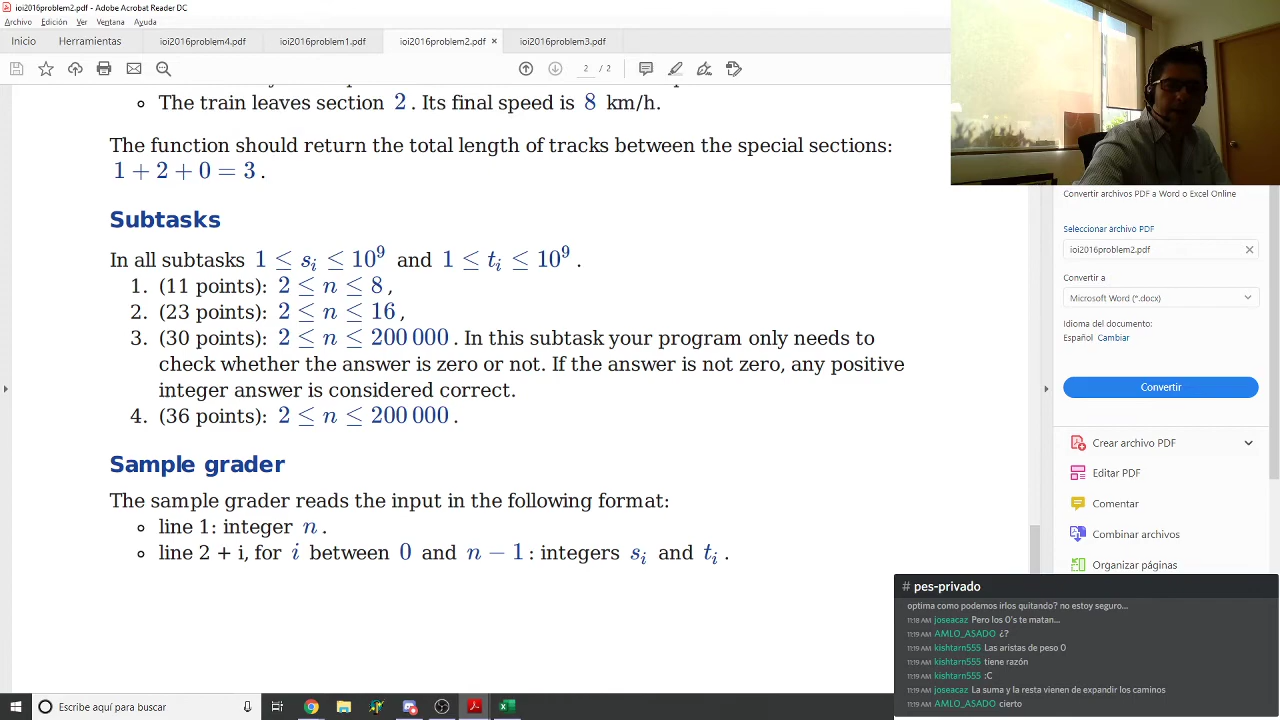 ioi2016problem2.pdf - Adobe Acrobat Reader DC
Archivo Edición Ver Ventana Ayuda
Inicio Herramientas ioi2016problem4.pdf ioi2016problem1.pdf ioi2016problem2.pdf × ioi2016problem3.pdf
2 / 2
The train leaves section 2. Its final speed is 8 km/h.
The function should return the total length of tracks between the special sections:
1 + 2 + 0 = 3.
Subtasks
In all subtasks 1 ≤ sᵢ ≤ 10⁹ and 1 ≤ tᵢ ≤ 10⁹.
1. (11 points): 2 ≤ n ≤ 8,
2. (23 points): 2 ≤ n ≤ 16,
3. (30 points): 2 ≤ n ≤ 200 000. In this subtask your program only needs to
check whether the answer is zero or not. If the answer is not zero, any positive
integer answer is considered correct.
4. (36 points): 2 ≤ n ≤ 200 000.
Sample grader
The sample grader reads the input in the following format:
line 1: integer n.
line 2 + i, for i between 0 and n − 1: integers sᵢ and tᵢ.
Convertir archivos PDF a Word o Excel Online
Seleccionar archivo PDF
ioi2016problem2.pdf
Convertir a
Microsoft Word (*.docx)
Idioma del documento:
Español Cambiar
Convertir
Crear archivo PDF
Editar PDF
Comentar
Combinar archivos
Organizar páginas
# pes-privado
optima como podemos irlos quitando? no estoy seguro...
11:18 AM joseacaz Pero los 0's te matan...
11:19 AM AMLO_ASADO ¿?
11:19 AM kishtarn555 Las aristas de peso 0
11:19 AM kishtarn555 tiene razón
11:19 AM kishtarn555 :C
11:19 AM joseacaz La suma y la resta vienen de expandir los caminos
11:19 AM AMLO_ASADO cierto
Escribe aquí para buscar